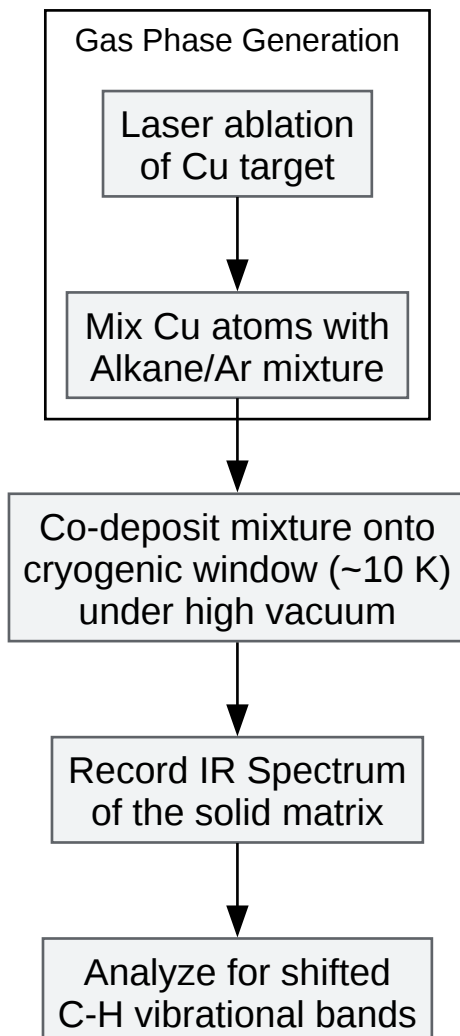 Gas Phase Generation
Laser ablation
of Cu target
Mix Cu atoms with
Alkane/Ar mixture
Co-deposit mixture onto
cryogenic window (~10 K)
under high vacuum
Record IR Spectrum
of the solid matrix
Analyze for shifted
C-H vibrational bands